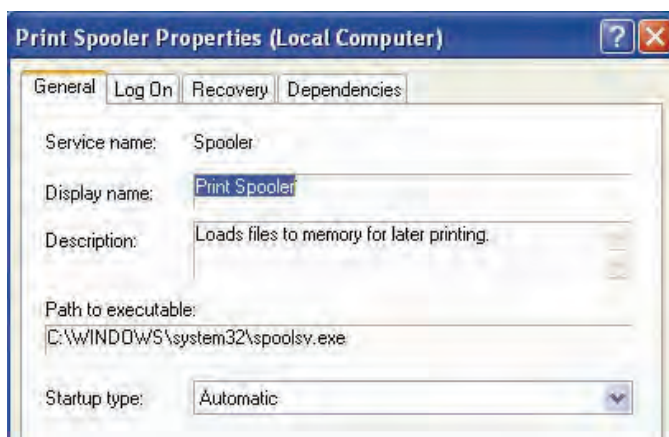 Print Spooler Properties (Local Computer)
General Log On Recovery Dependencies
Service name: Spooler
Display name: Print Spooler
Description: Loads files to memory for later printing.
Path to executable:
C:\WINDOWS\system32\spoolsv.exe
Startup type: Automatic